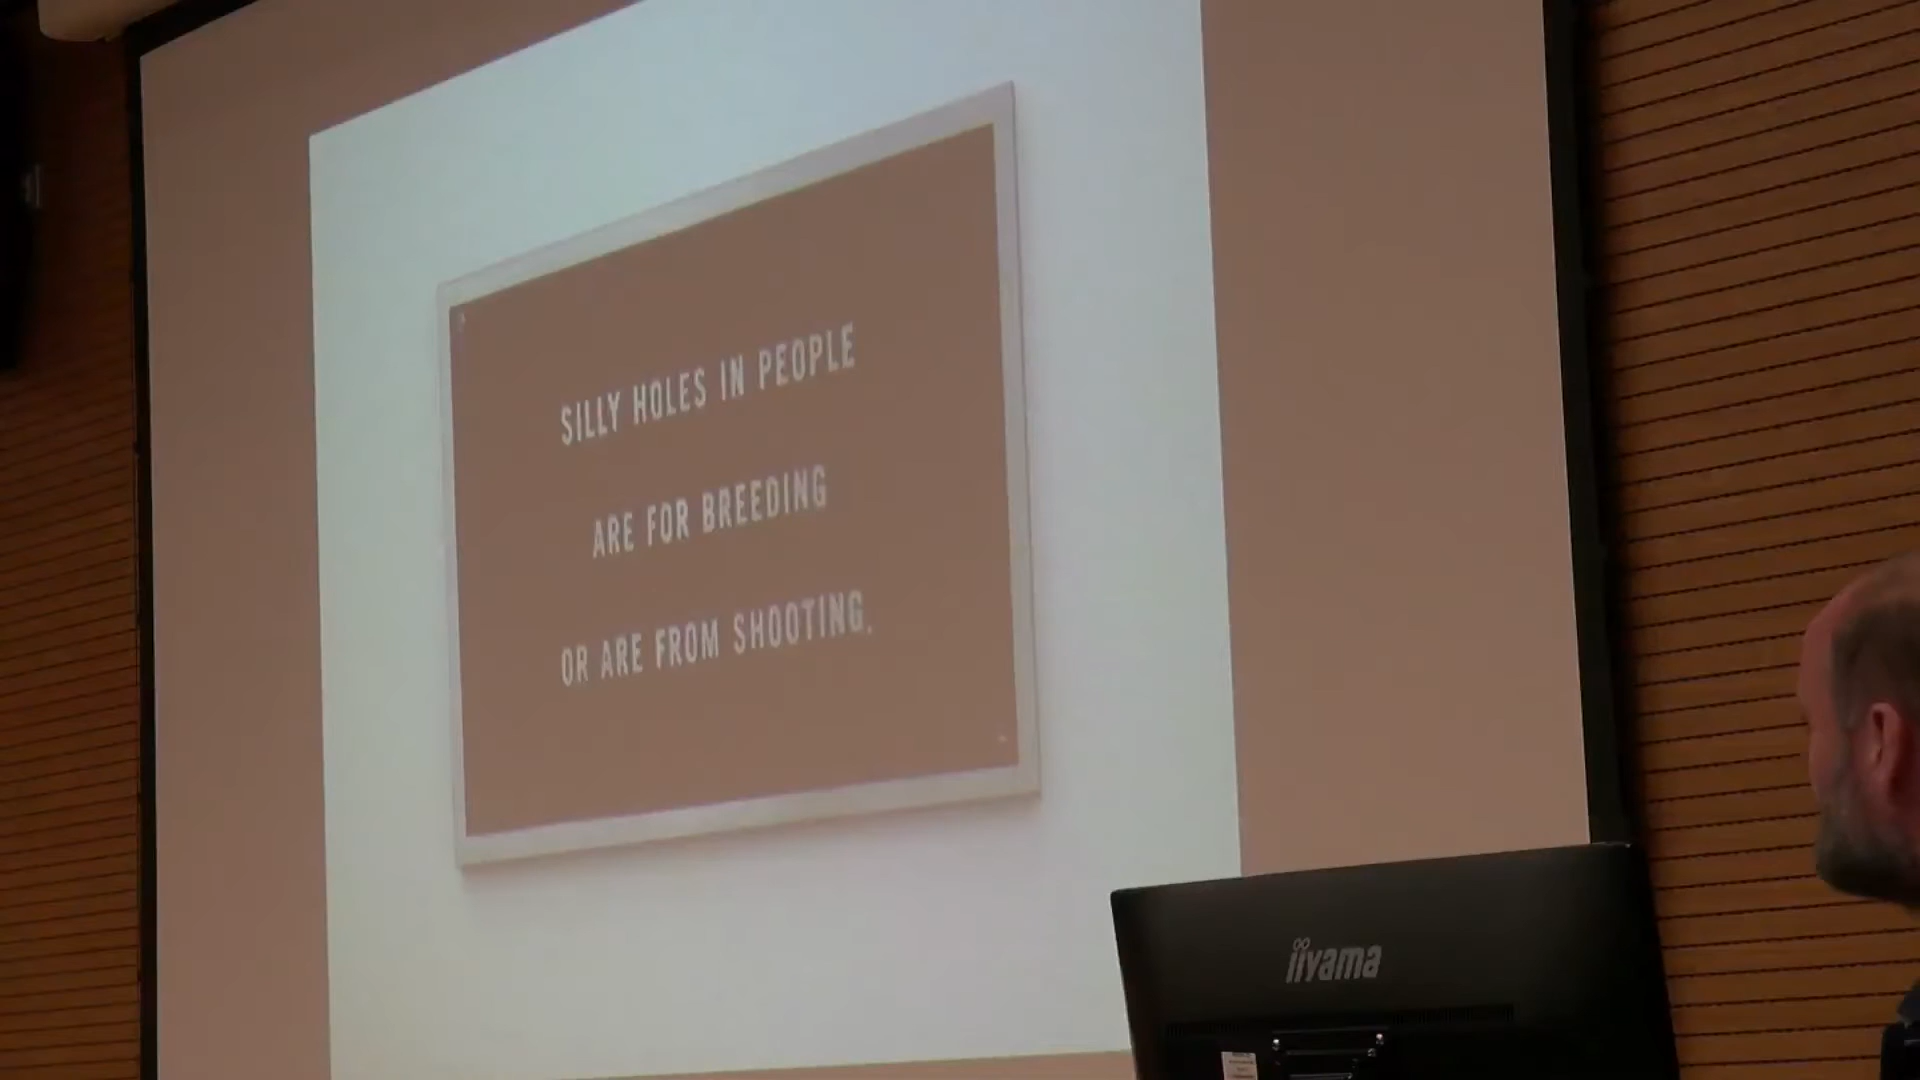 SILLY HOLES IN PEOPLE
ARE FOR BREEDING
OR ARE FROM SHOOTING.
iiyama